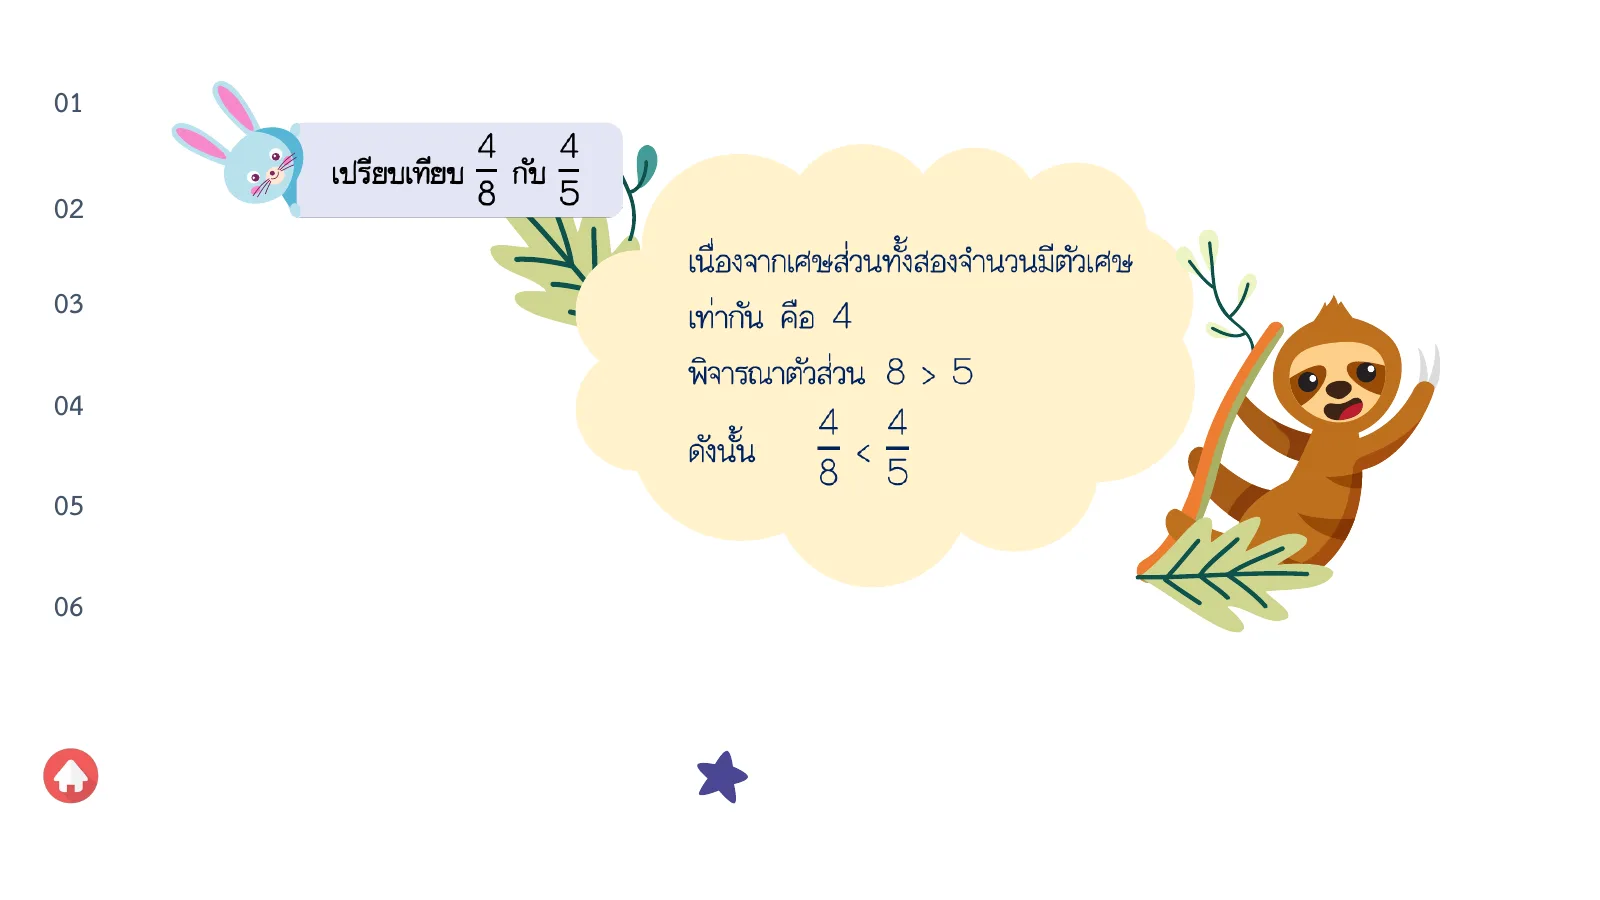 01
02
03
04
05
06
เปรียบเทียบ 4/8 กับ 4/5
เนื่องจากเศษส่วนทั้งสองจำนวนมีตัวเศษ
เท่ากัน คือ 4
พิจารณาตัวส่วน 8 > 5
ดังนั้น 4/8 < 4/5